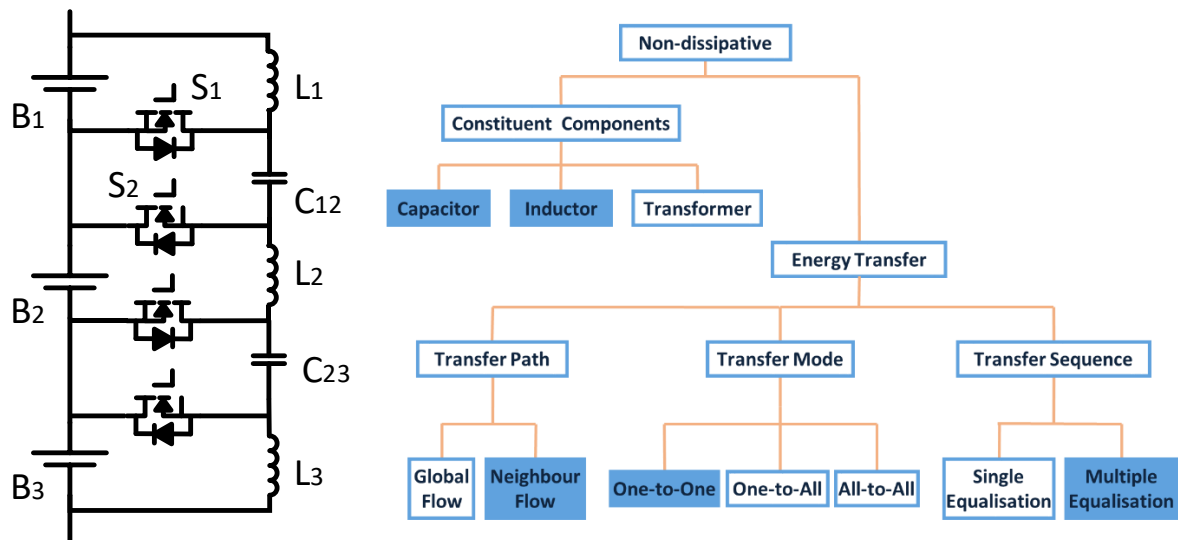 S1
L1
B1
S2
C12
L2
B2
C23
L3
B3
Non-dissipative
Constituent Components
Capacitor
Inductor
Transformer
Energy Transfer
Transfer Path
Transfer Mode
Transfer Sequence
Global
Flow
Neighbour
Flow
One-to-One
One-to-All
All-to-All
Single
Equalisation
Multiple
Equalisation